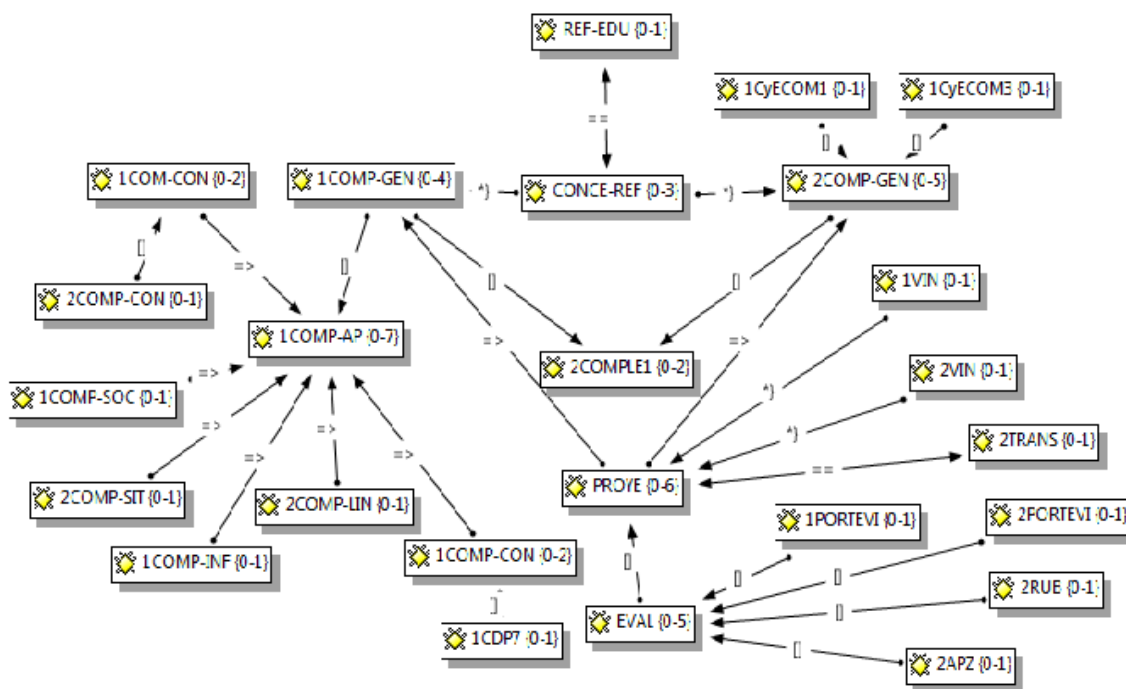 REF-EDU {0-1}
1CyECOM1 {0-1}
1CyECOM3 {0-1}
==
[]
[]
1COM-CON {0-2}
1COMP-GEN {0-4}
*}
CONCE-REF {0-3}
*}
2COMP-GEN {0-5}
[]
=>
[]
[]
[]
1VIN {0-1}
2COMP-CON {0-1}
1COMP-AP {0-7}
=>
2COMPLE1 {0-2}
=>
2VIN {0-1}
=>
1COMP-SOC {0-1}
*}
=>
=>
*}
2TRANS {0-1}
=>
=>
==
2COMP-SIT {0-1}
2COMP-LIN {0-1}
PROYE {0-6}
1PORTEVI {0-1}
2PORTEVI {0-1}
1COMP-INF {0-1}
1COMP-CON {0-2}
[]
[]
[]
2RUB {0-1}
]
[]
1CDP7 {0-1}
EVAL {0-5}
[]
2APZ {0-1}